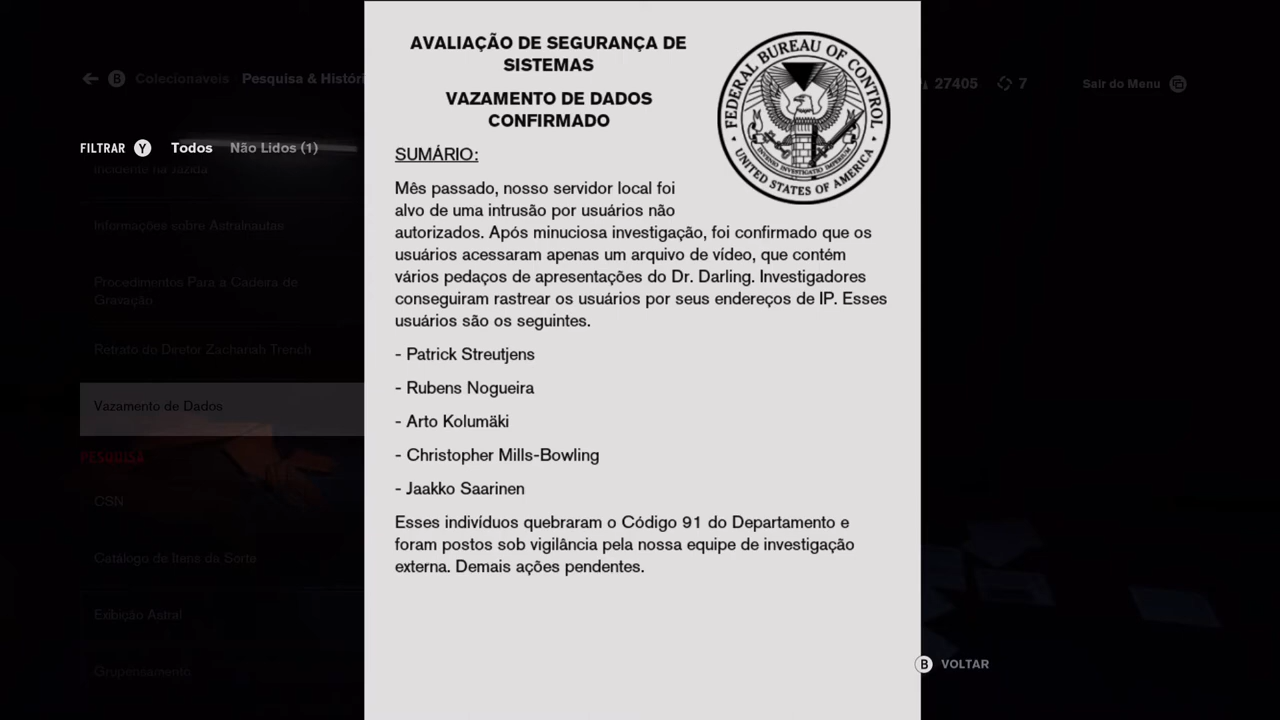 AVALIAÇÃO DE SEGURANÇA DE
SISTEMAS
VAZAMENTO DE DADOS
CONFIRMADO
FEDERAL BUREAU OF CONTROL
UNITED STATES OF AMERICA
SUMÁRIO:
Mês passado, nosso servidor local foi
alvo de uma intrusão por usuários não
autorizados. Após minuciosa investigação, foi confirmado que os
usuários acessaram apenas um arquivo de vídeo, que contém
vários pedaços de apresentações do Dr. Darling. Investigadores
conseguiram rastrear os usuários por seus endereços de IP. Esses
usuários são os seguintes.
- Patrick Streutjens
- Rubens Nogueira
- Arto Kolumäki
- Christopher Mills-Bowling
- Jaakko Saarinen
Esses indivíduos quebraram o Código 91 do Departamento e
foram postos sob vigilância pela nossa equipe de investigação
externa. Demais ações pendentes.
B Colecionáveis Pesquisa & Históri
27405 7 Sair do Menu
FILTRAR Y Todos Não Lidos (1)
Incidente na
Informações sobre Astralnautas
Procedimentos Para a Cadeira de
Gravação
Retrato do Diretor Zachariah Trench
Vazamento de Dados
PESQUISA
CSN
Catálogo de Itens da Sorte
Exibição Astral
Grupensamento
B VOLTAR